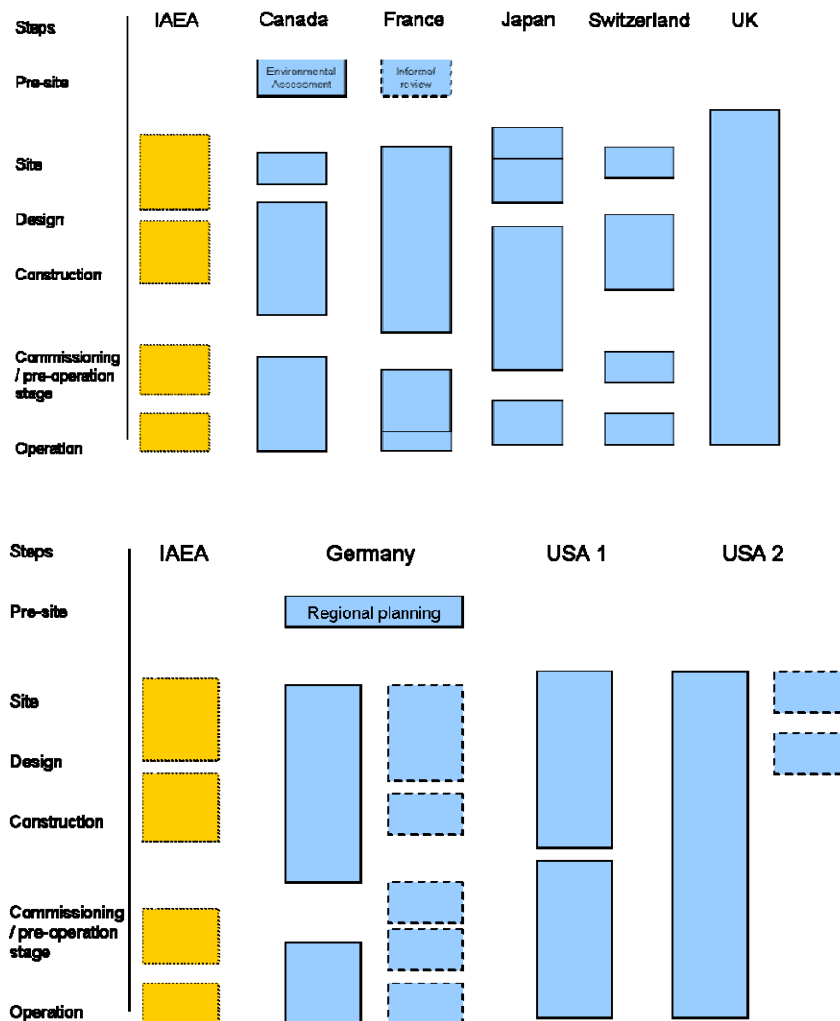 Steps IAEA Canada France Japan Switzerland UK
Pre-site
Environmental
Assessment
Informal
review
Site
Design
Construction
Commissioning
/ pre-operation
stage
Operation
Steps IAEA Germany USA 1 USA 2
Pre-site
Regional planning
Site
Design
Construction
Commissioning
/ pre-operation
stage
Operation